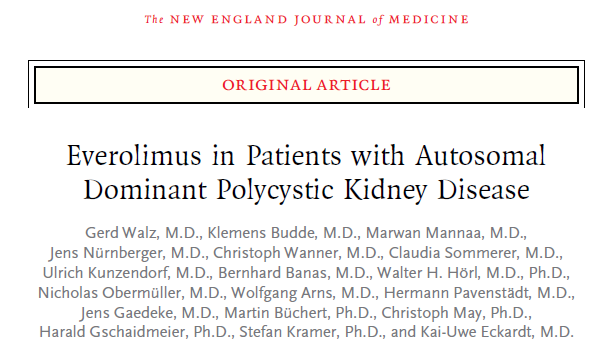 The NEW ENGLAND JOURNAL of MEDICINE
ORIGINAL ARTICLE
Everolimus in Patients with Autosomal
Dominant Polycystic Kidney Disease
Gerd Walz, M.D., Klemens Budde, M.D., Marwan Mannaa, M.D.,
Jens Nürnberger, M.D., Christoph Wanner, M.D., Claudia Sommerer, M.D.,
Ulrich Kunzendorf, M.D., Bernhard Banas, M.D., Walter H. Hörl, M.D., Ph.D.,
Nicholas Obermüller, M.D., Wolfgang Arns, M.D., Hermann Pavenstädt, M.D.,
Jens Gaedeke, M.D., Martin Büchert, Ph.D., Christoph May, Ph.D.,
Harald Gschaidmeier, Ph.D., Stefan Kramer, Ph.D., and Kai-Uwe Eckardt, M.D.